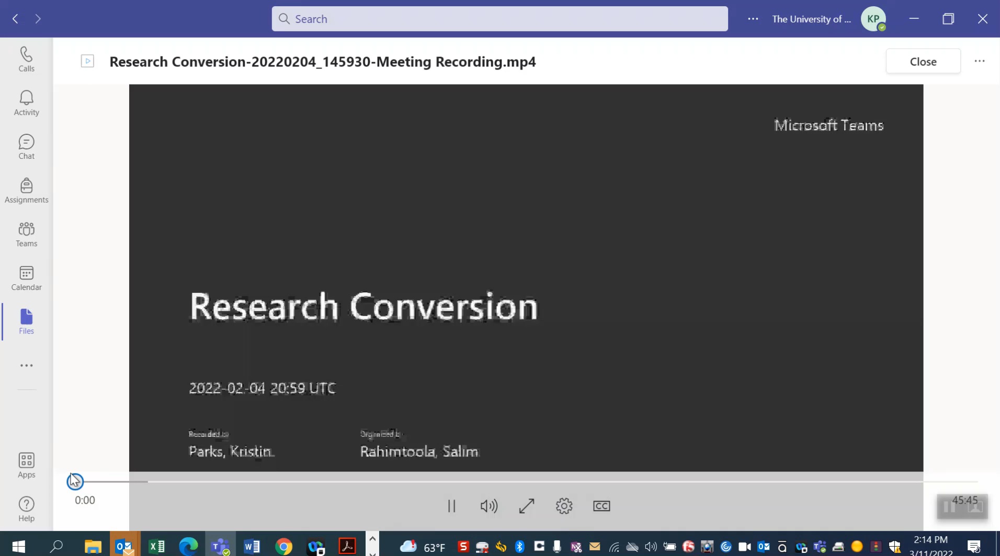 Search
The University of ...
KP
Calls
Activity
Chat
Assignments
Teams
Calendar
Files
Apps
Help
Research Conversion-20220204_145930-Meeting Recording.mp4
Close
Microsoft Teams
Research Conversion
2022-02-04 20:59 UTC
Recorded by
Organized by
Parks, Kristin
Rahimtoola, Salim
0:00
45:45
CC
63°F
2:14 PM
3/11/2022